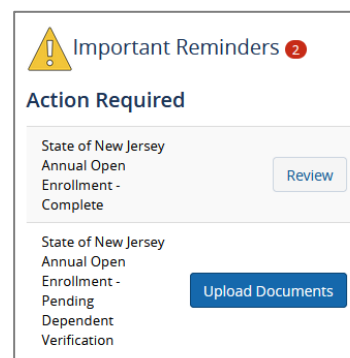 Important Reminders 2
Action Required
State of New Jersey
Annual Open
Enrollment -
Complete
Review
State of New Jersey
Annual Open
Enrollment -
Pending
Dependent
Verification
Upload Documents